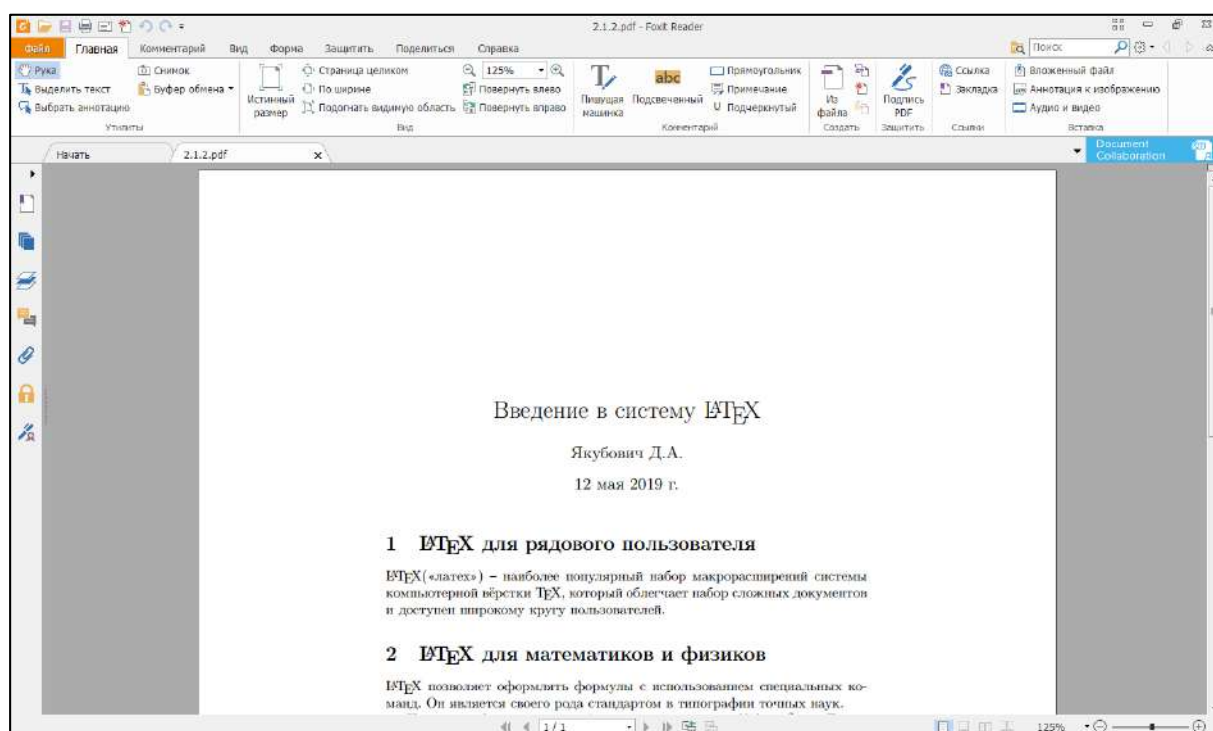 2.1.2.pdf - Foxit Reader
Файл Главная Комментарий Вид Форма Защитить Поделиться Справка Поиск
Рука
Выделить текст
Выбрать аннотацию
Утилиты
Снимок
Буфер обмена
Истинный размер
Страница целиком
По ширине
Подогнать видимую область
Вид
125%
Повернуть влево
Повернуть вправо
Пишущая машинка
abc
Подсвеченный
Прямоугольник
Примечание
U Подчеркнутый
Комментарий
Из файла
Создать
Подпись PDF
Защитить
Ссылка
Закладка
Ссылки
Вложенный файл
Аннотация к изображению
Аудио и видео
Вставка
Начать 2.1.2.pdf x
Document
Collaboration
Введение в систему LATEX
Якубович Д.А.
12 мая 2019 г.
1 LATEX для рядового пользователя
LATEX(«латех») – наиболее популярный набор макрорасширений системы
компьютерной вёрстки TEX, который облегчает набор сложных документов
и доступен широкому кругу пользователей.
2 LATEX для математиков и физиков
LATEX позволяет оформлять формулы с использованием специальных ко-
манд. Он является своего рода стандартом в типографии точных наук.
1 / 1 125%